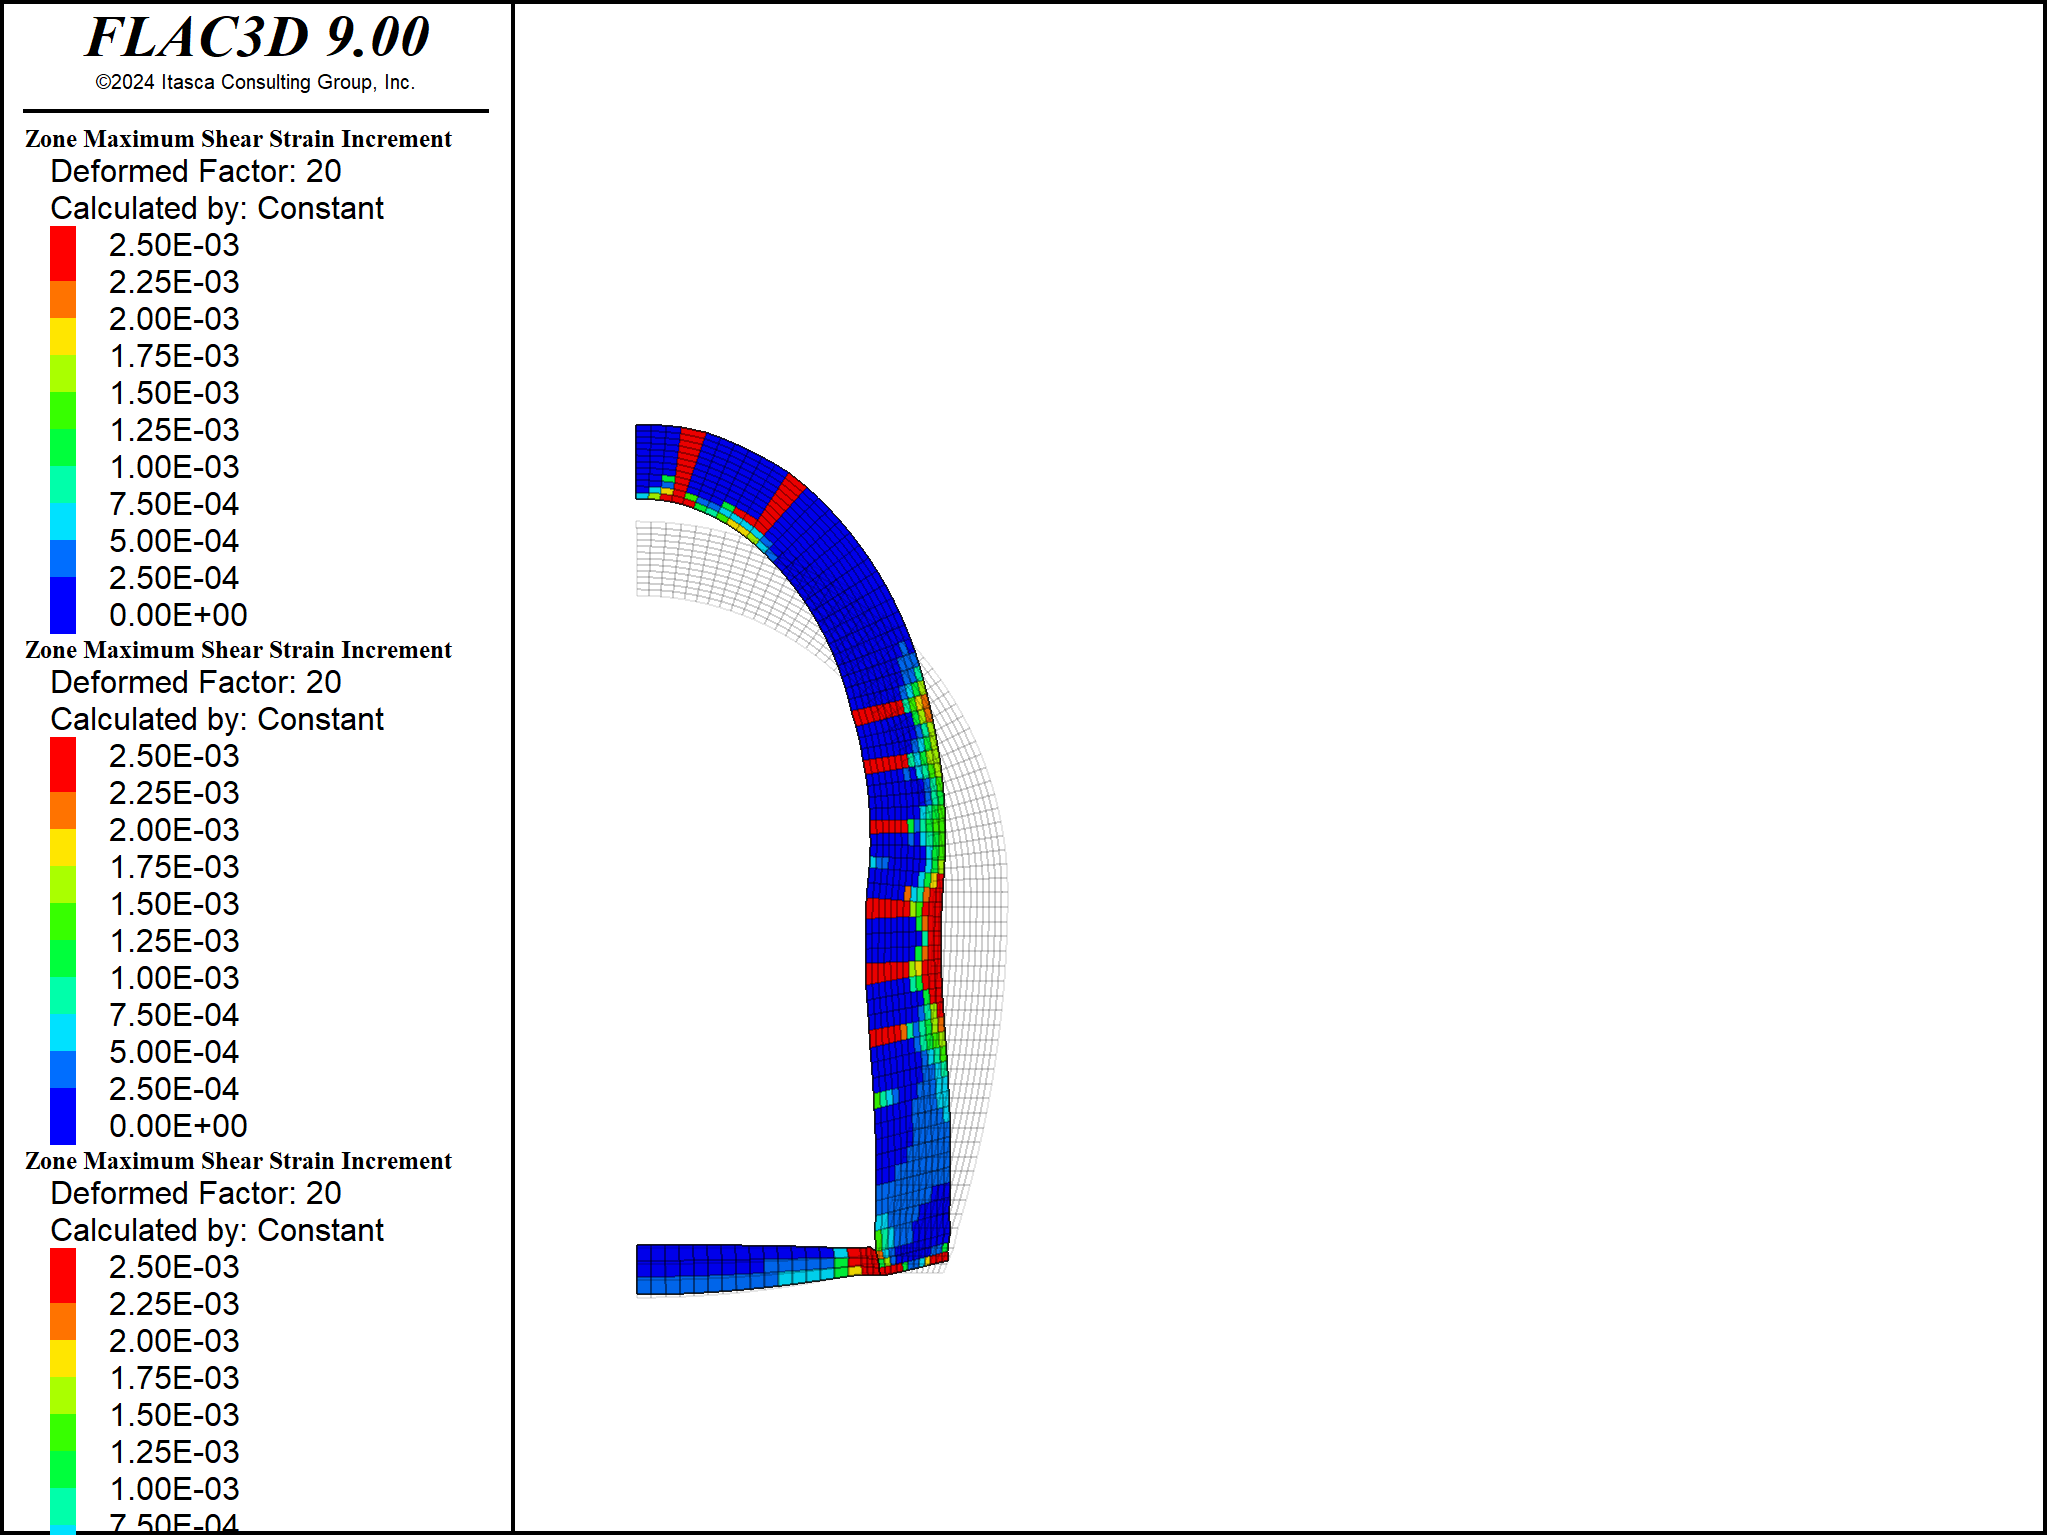 FLAC3D 9.00
©2024 Itasca Consulting Group, Inc.
Zone Maximum Shear Strain Increment
Deformed Factor: 20
Calculated by: Constant
2.50E-03
2.25E-03
2.00E-03
1.75E-03
1.50E-03
1.25E-03
1.00E-03
7.50E-04
5.00E-04
2.50E-04
0.00E+00
Zone Maximum Shear Strain Increment
Deformed Factor: 20
Calculated by: Constant
2.50E-03
2.25E-03
2.00E-03
1.75E-03
1.50E-03
1.25E-03
1.00E-03
7.50E-04
5.00E-04
2.50E-04
0.00E+00
Zone Maximum Shear Strain Increment
Deformed Factor: 20
Calculated by: Constant
2.50E-03
2.25E-03
2.00E-03
1.75E-03
1.50E-03
1.25E-03
1.00E-03
7.50E-04